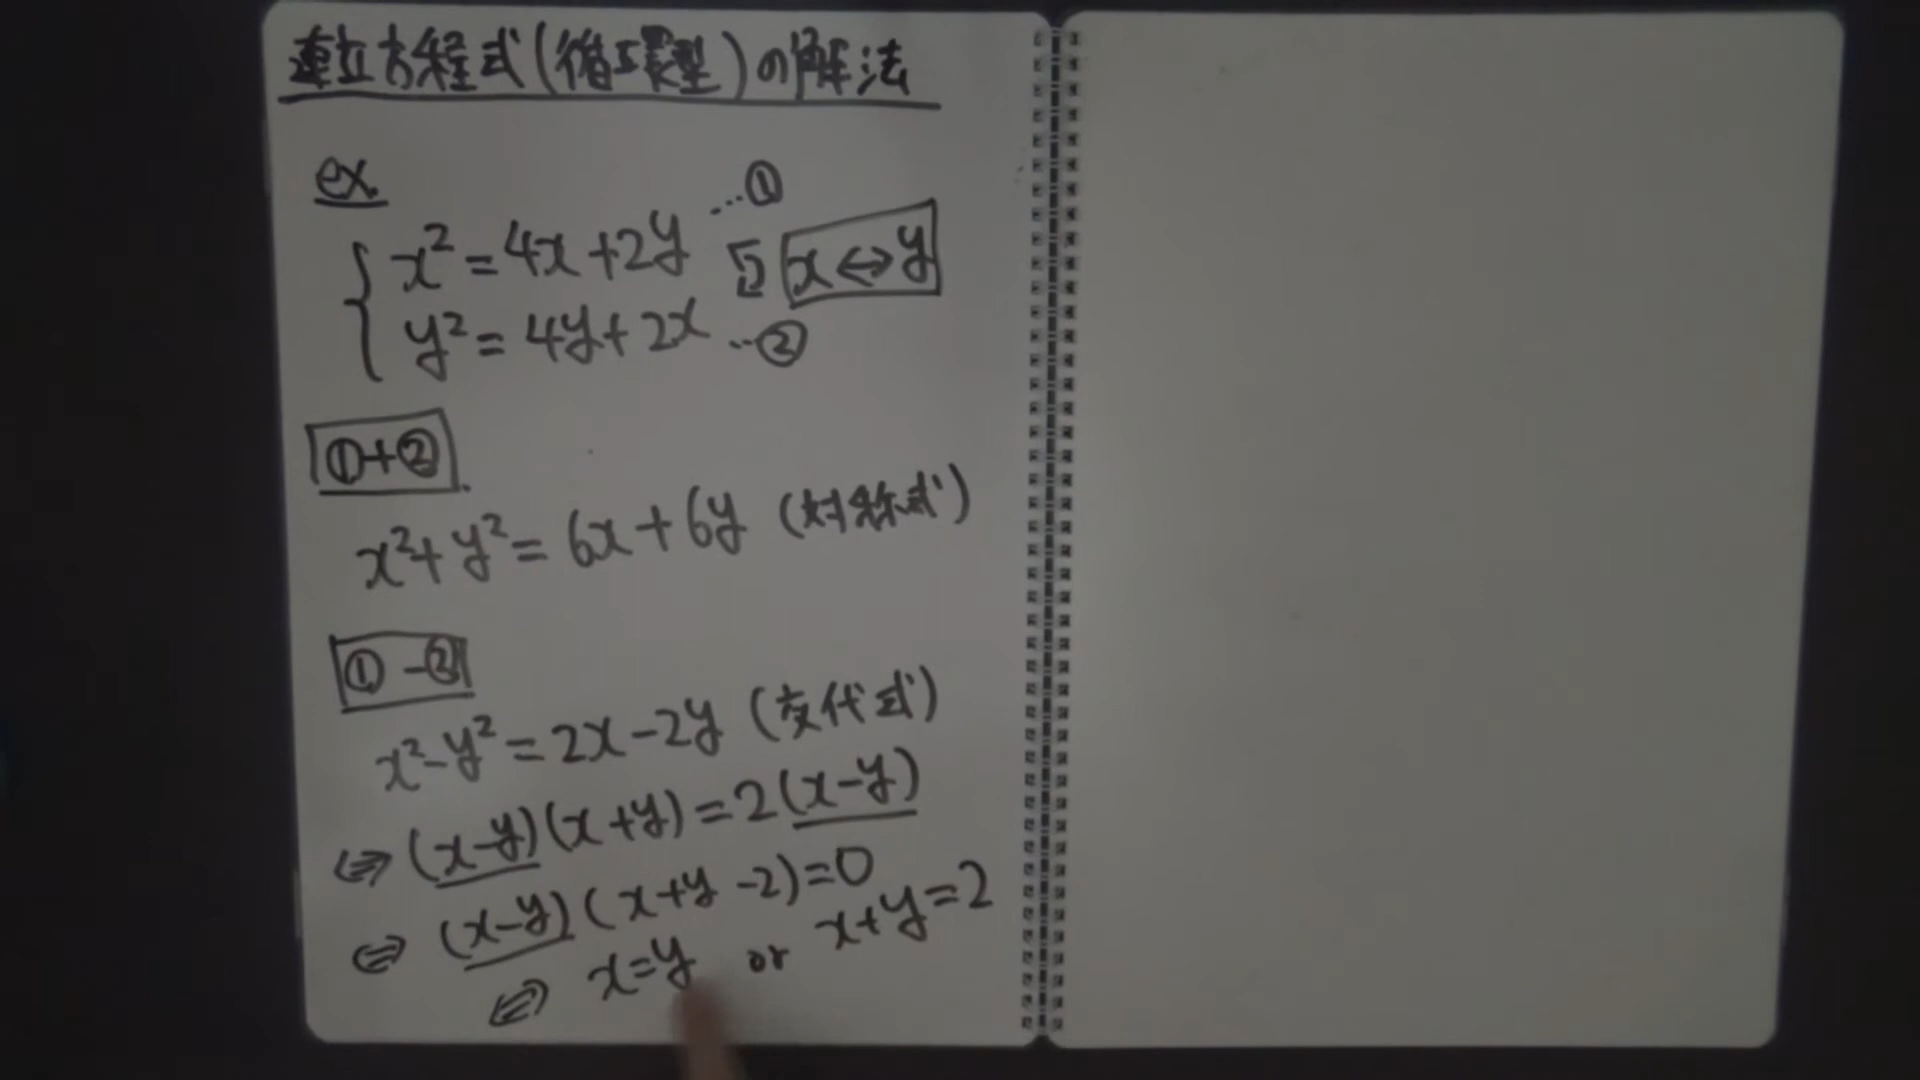 連立方程式(循環型)の解法
ex.
x²=4x+2y …①
x↔y
y²=4y+2x …②
①+②
x²+y²=6x+6y (対称式)
①-②
x²-y²=2x-2y (交代式)
⇔(x-y)(x+y)=2(x-y)
⇔(x-y)(x+y-2)=0
⇔x=y or x+y=2